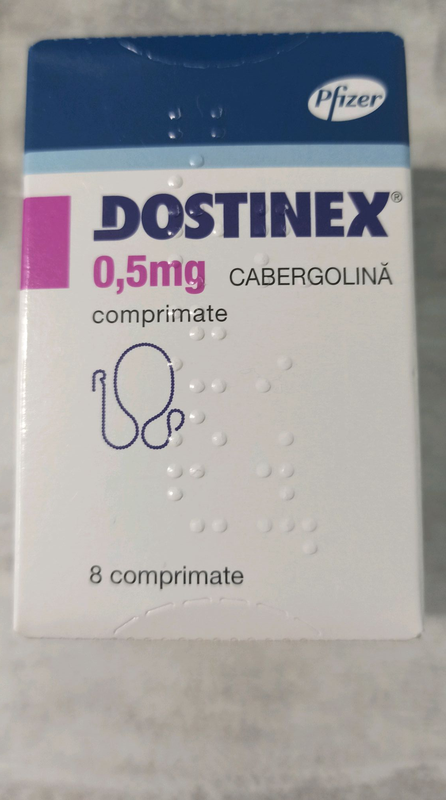 Pfizer
DOSTINEX®
0,5mg CABERGOLINĂ
comprimate
8 comprimate